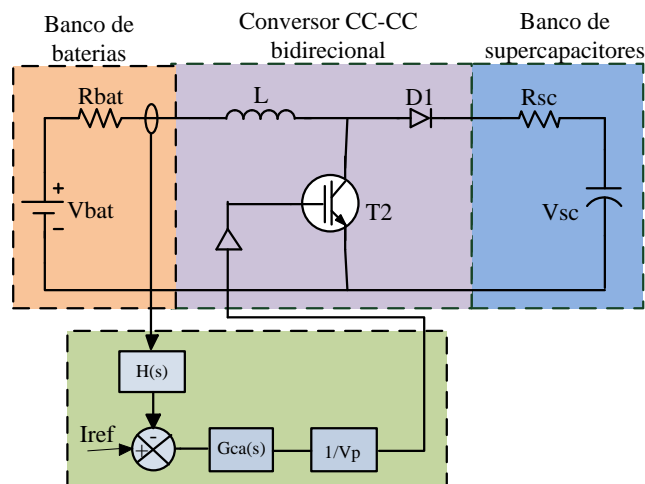 Banco de
baterias
Conversor CC-CC
bidirecional
Banco de
supercapacitores
Rbat
L
D1
Rsc
+
Vbat
-
T2
Vsc
H(s)
Iref
-
+
Gca(s)
1/Vp